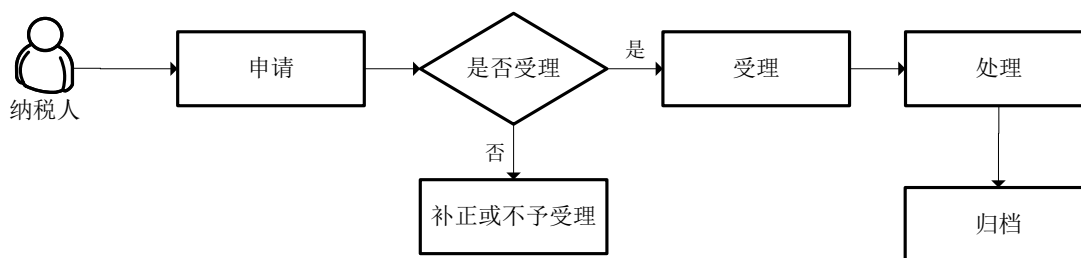 纳税人
申请
是否受理
是
受理
处理
否
补正或不予受理
归档